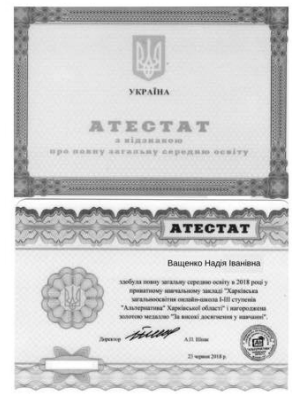 УКРАЇНА
АТЕСТАТ
з відзнакою
про повну загальну середню освіту
АТЕСТАТ
Ващенко Надія Іванівна
здобула повну загальну середню освіту в 2018 році у
приватному навчальному закладі "Харківська
загальноосвітня онлайн-школа І-ІІІ ступенів
"Альтернатива" Харківської області" і нагороджена
золотою медаллю "За високі досягнення у навчанні".
Директор
23 червня 2018 р.